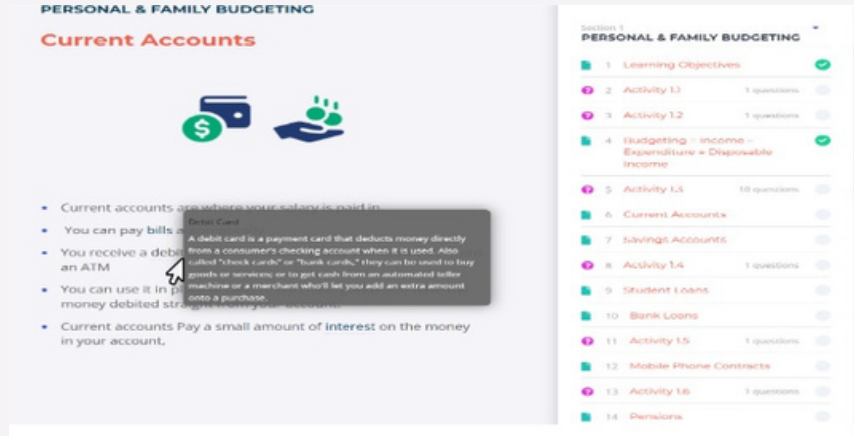 PERSONAL & FAMILY BUDGETING
Current Accounts
Current accounts are where your salary is paid in
You can pay bills
You receive a debit
an ATM
You can use it in
money debited straight from your account.
Current accounts Pay a small amount of interest on the money
in your account,
Debit Card
A debit card is a payment card that deducts money directly
from a consumer's checking account when it is used. Also
called "check cards" or "bank cards," they can be used to buy
goods or services; or to get cash from an automated teller
machine or a merchant who'll let you add an extra amount
onto a purchase.
Section 1
PERSONAL & FAMILY BUDGETING
1 Learning Objectives
2 Activity 1.1 1 questions
3 Activity 1.2 1 questions
4 Budgeting - Income -
Expenditure = Disposable
Income
5 Activity 1.3 10 questions
6 Current Accounts
7 Savings Accounts
8 Activity 1.4 1 questions
9 Student Loans
10 Bank Loans
11 Activity 1.5 1 questions
12 Mobile Phone Contracts
13 Activity 1.6 1 questions
14 Pensions